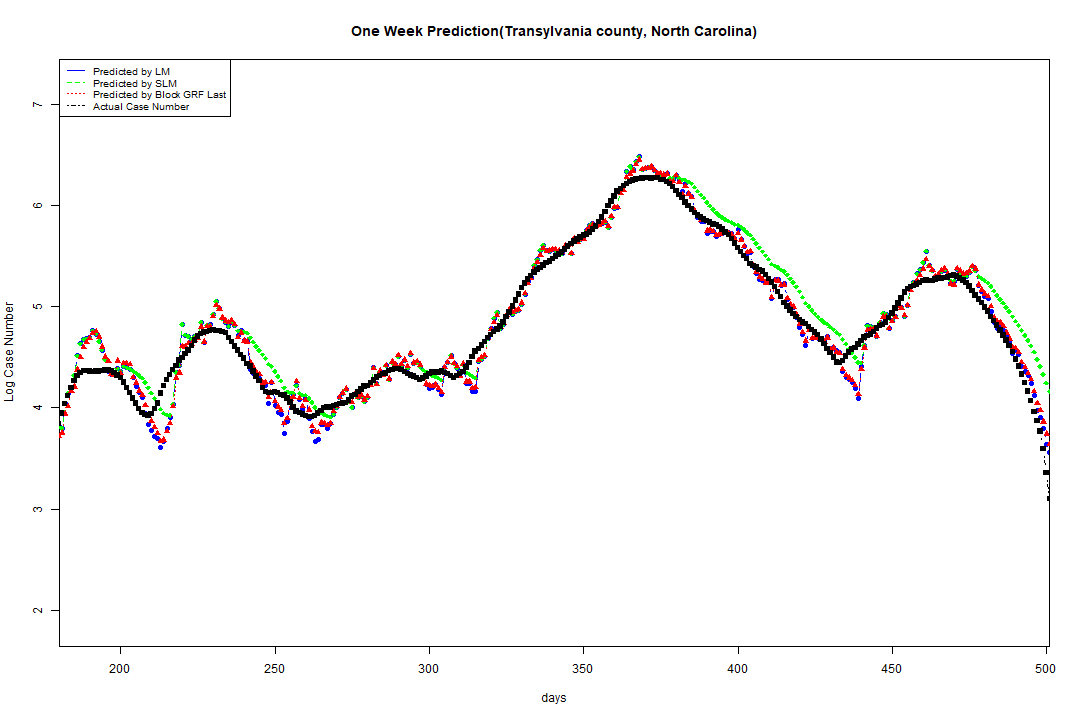 One Week Prediction(Transylvania county, North Carolina)
Predicted by LM
Predicted by SLM
Predicted by Block GRF Last
Actual Case Number
7
6
5
4
3
2
Log Case Number
200 250 300 350 400 450 500
days